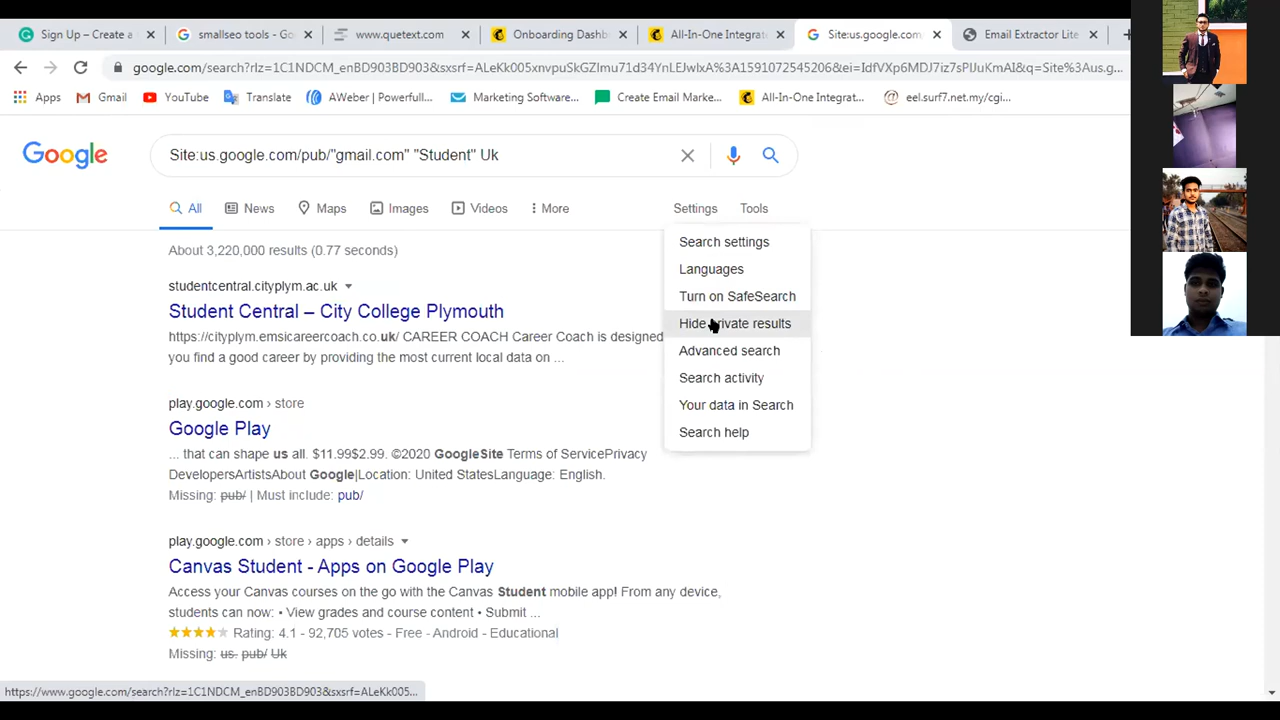 Sign Up – Create a
smallseo tools - Go
www.quetext.com
Onboarding Dashb
All-In-One Integrat
Site:us.google.com,
Email Extractor Lite
google.com/search?rlz=1C1NDCM_enBD903BD903&sxsrf=
Apps
Gmail
YouTube
Translate
AWeber | Powerfull...
Marketing Software...
Create Email Marke...
All-In-One Integrat...
eel.surf7.net.my/cgi...
Google
Site:us.google.com/pub/"gmail.com" "Student" Uk
All
News
Maps
Images
Videos
More
Settings
Tools
Search settings
Languages
Turn on SafeSearch
Hide private results
Advanced search
Search activity
Your data in Search
Search help
About 3,220,000 results (0.77 seconds)
studentcentral.cityplym.ac.uk
Student Central – City College Plymouth
https://cityplym.emsicareercoach.co.uk/ CAREER COACH Career Coach is designed
you find a good career by providing the most current local data on ...
play.google.com › store
Google Play
... that can shape us all. $11.99$2.99. ©2020 GoogleSite Terms of ServicePrivacy
DevelopersArtistsAbout Google|Location: United StatesLanguage: English.
Missing: pub/ | Must include: pub/
play.google.com › store › apps › details
Canvas Student - Apps on Google Play
Access your Canvas courses on the go with the Canvas Student mobile app! From any device,
students can now: • View grades and course content • Submit ...
Rating: 4.1 - 92,705 votes - Free - Android - Educational
Missing: us. pub/ Uk
https://www.google.com/search?rlz=1C1NDCM_enBD903BD903&sxsrf=ALeKk005...